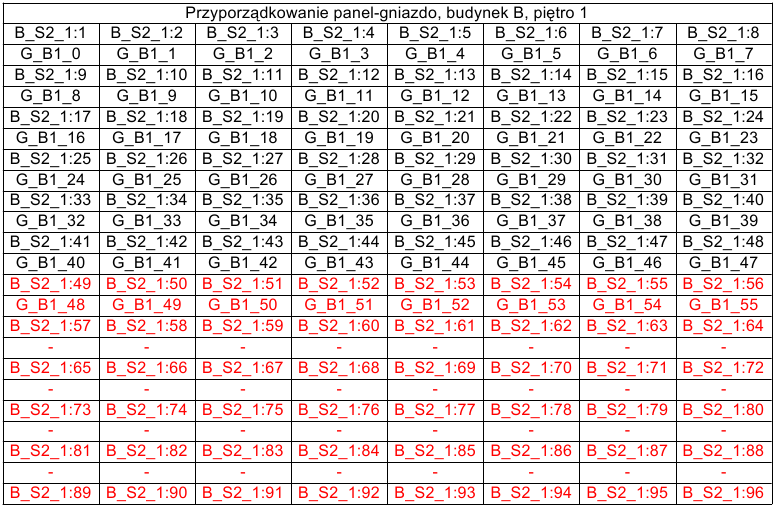 Przyporządkowanie panel-gniazdo, budynek B, piętro 1
B_S2_1:1 B_S2_1:2 B_S2_1:3 B_S2_1:4 B_S2_1:5 B_S2_1:6 B_S2_1:7 B_S2_1:8
G_B1_0 G_B1_1 G_B1_2 G_B1_3 G_B1_4 G_B1_5 G_B1_6 G_B1_7
B_S2_1:9 B_S2_1:10 B_S2_1:11 B_S2_1:12 B_S2_1:13 B_S2_1:14 B_S2_1:15 B_S2_1:16
G_B1_8 G_B1_9 G_B1_10 G_B1_11 G_B1_12 G_B1_13 G_B1_14 G_B1_15
B_S2_1:17 B_S2_1:18 B_S2_1:19 B_S2_1:20 B_S2_1:21 B_S2_1:22 B_S2_1:23 B_S2_1:24
G_B1_16 G_B1_17 G_B1_18 G_B1_19 G_B1_20 G_B1_21 G_B1_22 G_B1_23
B_S2_1:25 B_S2_1:26 B_S2_1:27 B_S2_1:28 B_S2_1:29 B_S2_1:30 B_S2_1:31 B_S2_1:32
G_B1_24 G_B1_25 G_B1_26 G_B1_27 G_B1_28 G_B1_29 G_B1_30 G_B1_31
B_S2_1:33 B_S2_1:34 B_S2_1:35 B_S2_1:36 B_S2_1:37 B_S2_1:38 B_S2_1:39 B_S2_1:40
G_B1_32 G_B1_33 G_B1_34 G_B1_35 G_B1_36 G_B1_37 G_B1_38 G_B1_39
B_S2_1:41 B_S2_1:42 B_S2_1:43 B_S2_1:44 B_S2_1:45 B_S2_1:46 B_S2_1:47 B_S2_1:48
G_B1_40 G_B1_41 G_B1_42 G_B1_43 G_B1_44 G_B1_45 G_B1_46 G_B1_47
B_S2_1:49 B_S2_1:50 B_S2_1:51 B_S2_1:52 B_S2_1:53 B_S2_1:54 B_S2_1:55 B_S2_1:56
G_B1_48 G_B1_49 G_B1_50 G_B1_51 G_B1_52 G_B1_53 G_B1_54 G_B1_55
B_S2_1:57 B_S2_1:58 B_S2_1:59 B_S2_1:60 B_S2_1:61 B_S2_1:62 B_S2_1:63 B_S2_1:64
- - - - - - - -
B_S2_1:65 B_S2_1:66 B_S2_1:67 B_S2_1:68 B_S2_1:69 B_S2_1:70 B_S2_1:71 B_S2_1:72
- - - - - - - -
B_S2_1:73 B_S2_1:74 B_S2_1:75 B_S2_1:76 B_S2_1:77 B_S2_1:78 B_S2_1:79 B_S2_1:80
- - - - - - - -
B_S2_1:81 B_S2_1:82 B_S2_1:83 B_S2_1:84 B_S2_1:85 B_S2_1:86 B_S2_1:87 B_S2_1:88
- - - - - - - -
B_S2_1:89 B_S2_1:90 B_S2_1:91 B_S2_1:92 B_S2_1:93 B_S2_1:94 B_S2_1:95 B_S2_1:96